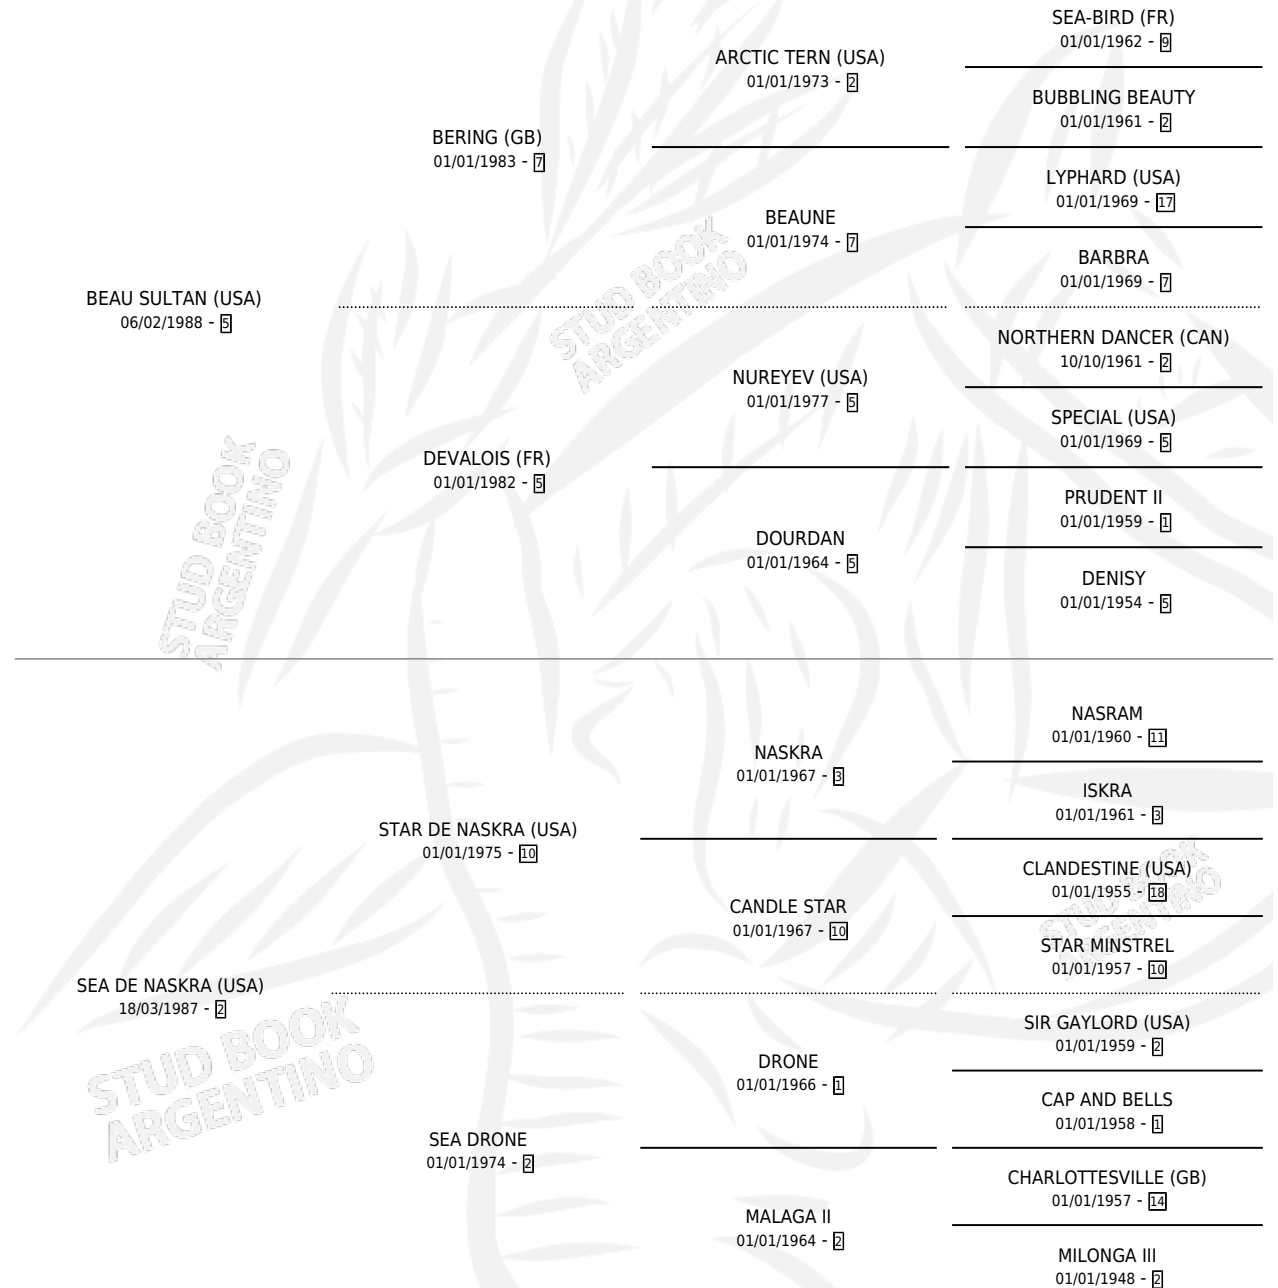 SEA-BIRD (FR)
01/01/1962 - 9
ARCTIC TERN (USA)
01/01/1973 - 2
BUBBLING BEAUTY
01/01/1961 - 2
BERING (GB)
01/01/1983 - 7
LYPHARD (USA)
01/01/1969 - 17
BEAUNE
01/01/1974 - 7
BARBRA
01/01/1969 - 7
BEAU SULTAN (USA)
06/02/1988 - 5
NORTHERN DANCER (CAN)
10/10/1961 - 2
NUREYEV (USA)
01/01/1977 - 5
SPECIAL (USA)
01/01/1969 - 5
DEVALOIS (FR)
01/01/1982 - 5
PRUDENT II
01/01/1959 - 1
DOURDAN
01/01/1964 - 5
DENISY
01/01/1954 - 5
NASRAM
01/01/1960 - 11
NASKRA
01/01/1967 - 3
ISKRA
01/01/1961 - 3
STAR DE NASKRA (USA)
01/01/1975 - 10
CLANDESTINE (USA)
01/01/1955 - 18
CANDLE STAR
01/01/1967 - 10
STAR MINSTREL
01/01/1957 - 10
SEA DE NASKRA (USA)
18/03/1987 - 2
SIR GAYLORD (USA)
01/01/1959 - 2
DRONE
01/01/1966 - 1
CAP AND BELLS
01/01/1958 - 1
SEA DRONE
01/01/1974 - 2
CHARLOTTESVILLE (GB)
01/01/1957 - 14
MALAGA II
01/01/1964 - 2
MILONGA III
01/01/1948 - 2
STUD BOOK
ARGENTINO
STUD BOOK
ARGENTINO
STUD BOOK
ARGENTINO
STUD BOOK
ARGENTINO